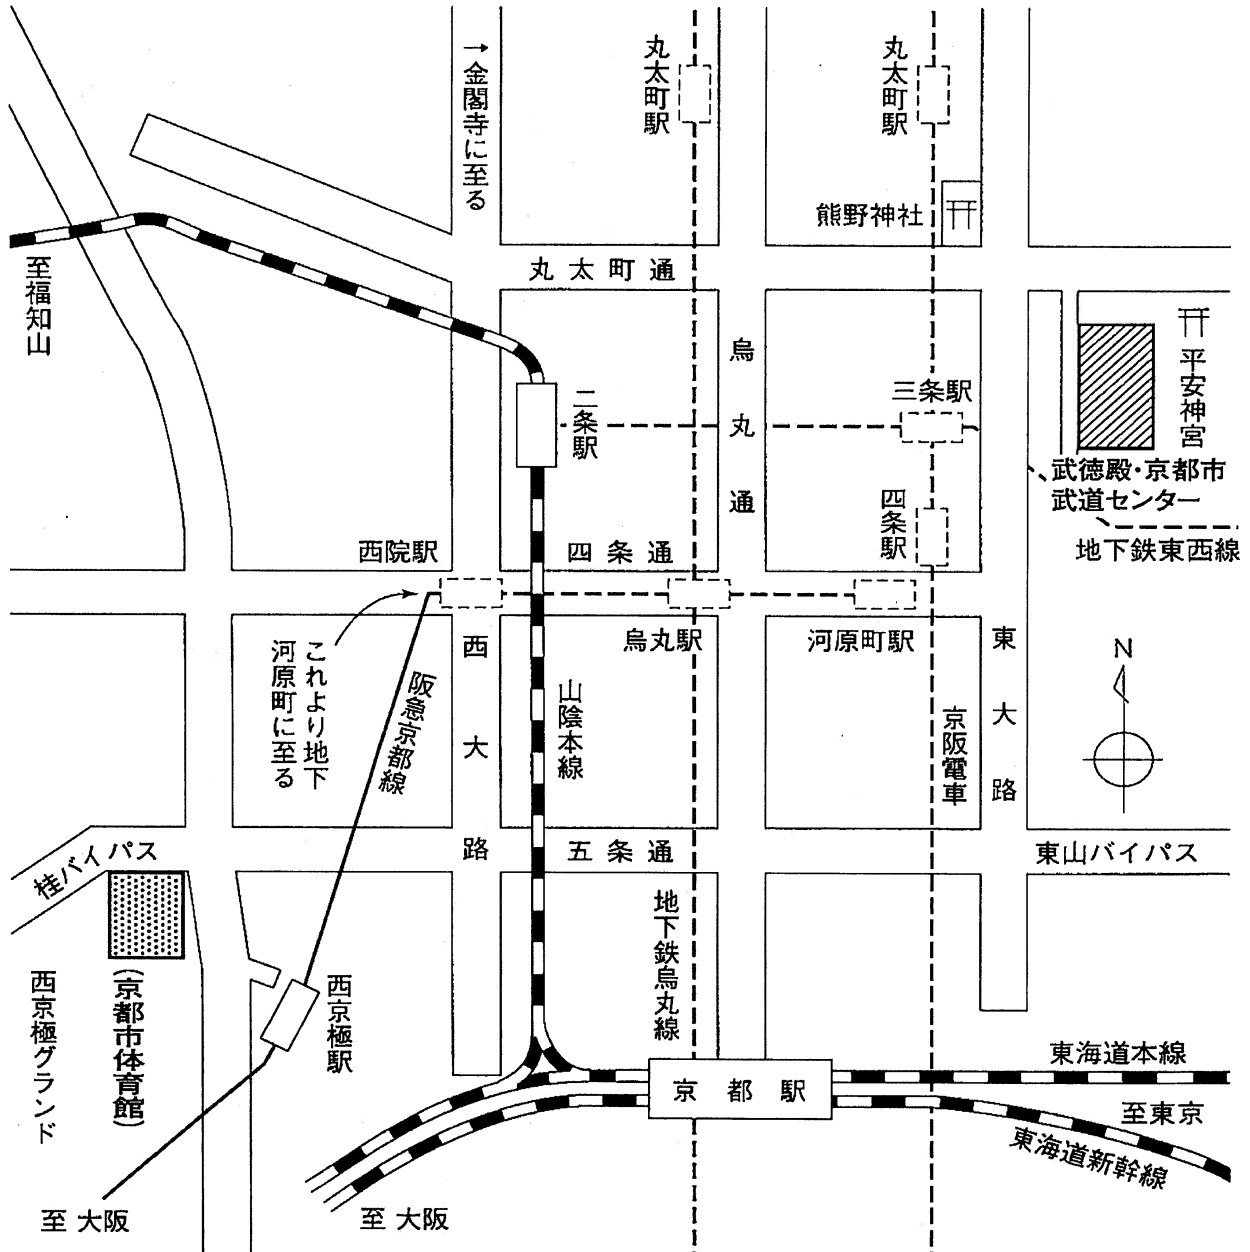 ↑金閣寺に至る
丸太町駅
丸太町駅
熊野神社
至福知山
丸太町通
烏丸通
二条駅
三条駅
平安神宮
武徳殿・京都市
武道センター
地下鉄東西線
四条駅
西院駅
四条通
烏丸駅
河原町駅
これより地下
河原町に至る
阪急京都線
西大路
山陰本線
京阪電車
東大路
N
桂バイパス
五条通
東山バイパス
地下鉄烏丸線
西京極グランド
(京都市体育館)
西京極駅
京都駅
東海道本線
至東京
東海道新幹線
至 大阪
至 大阪